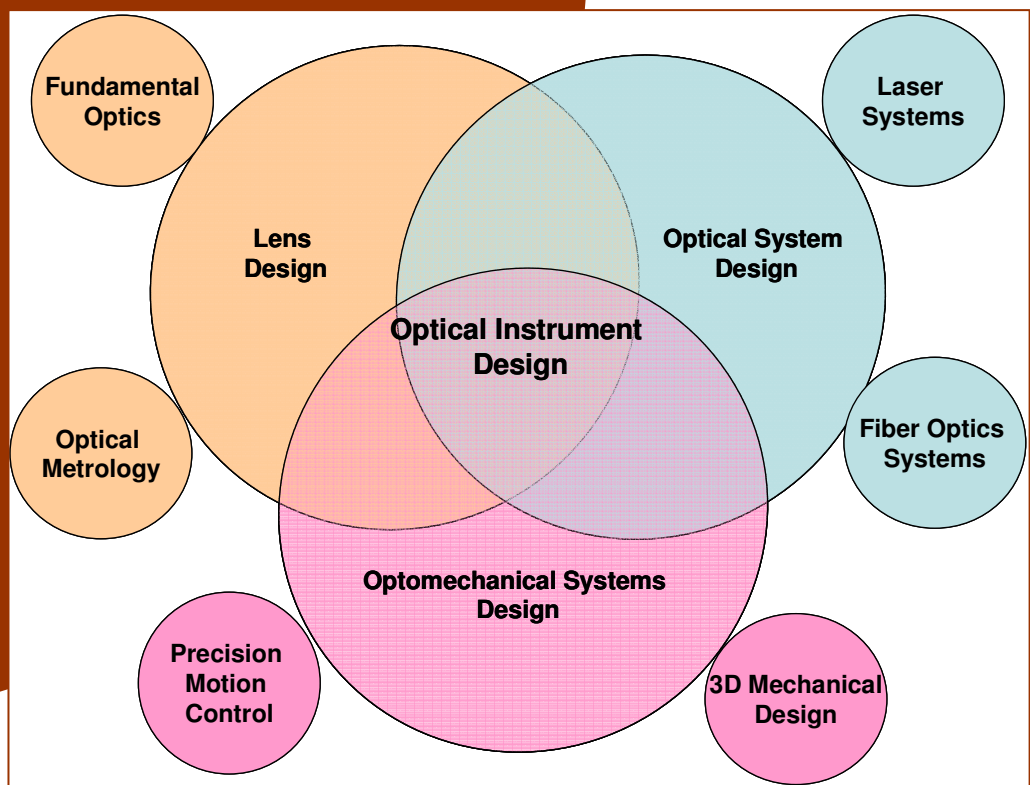 Fundamental
Optics
Laser
Systems
Lens
Design
Optical System
Design
Optical Instrument
Design
Optical
Metrology
Fiber Optics
Systems
Optomechanical Systems
Design
Precision
Motion
Control
3D Mechanical
Design